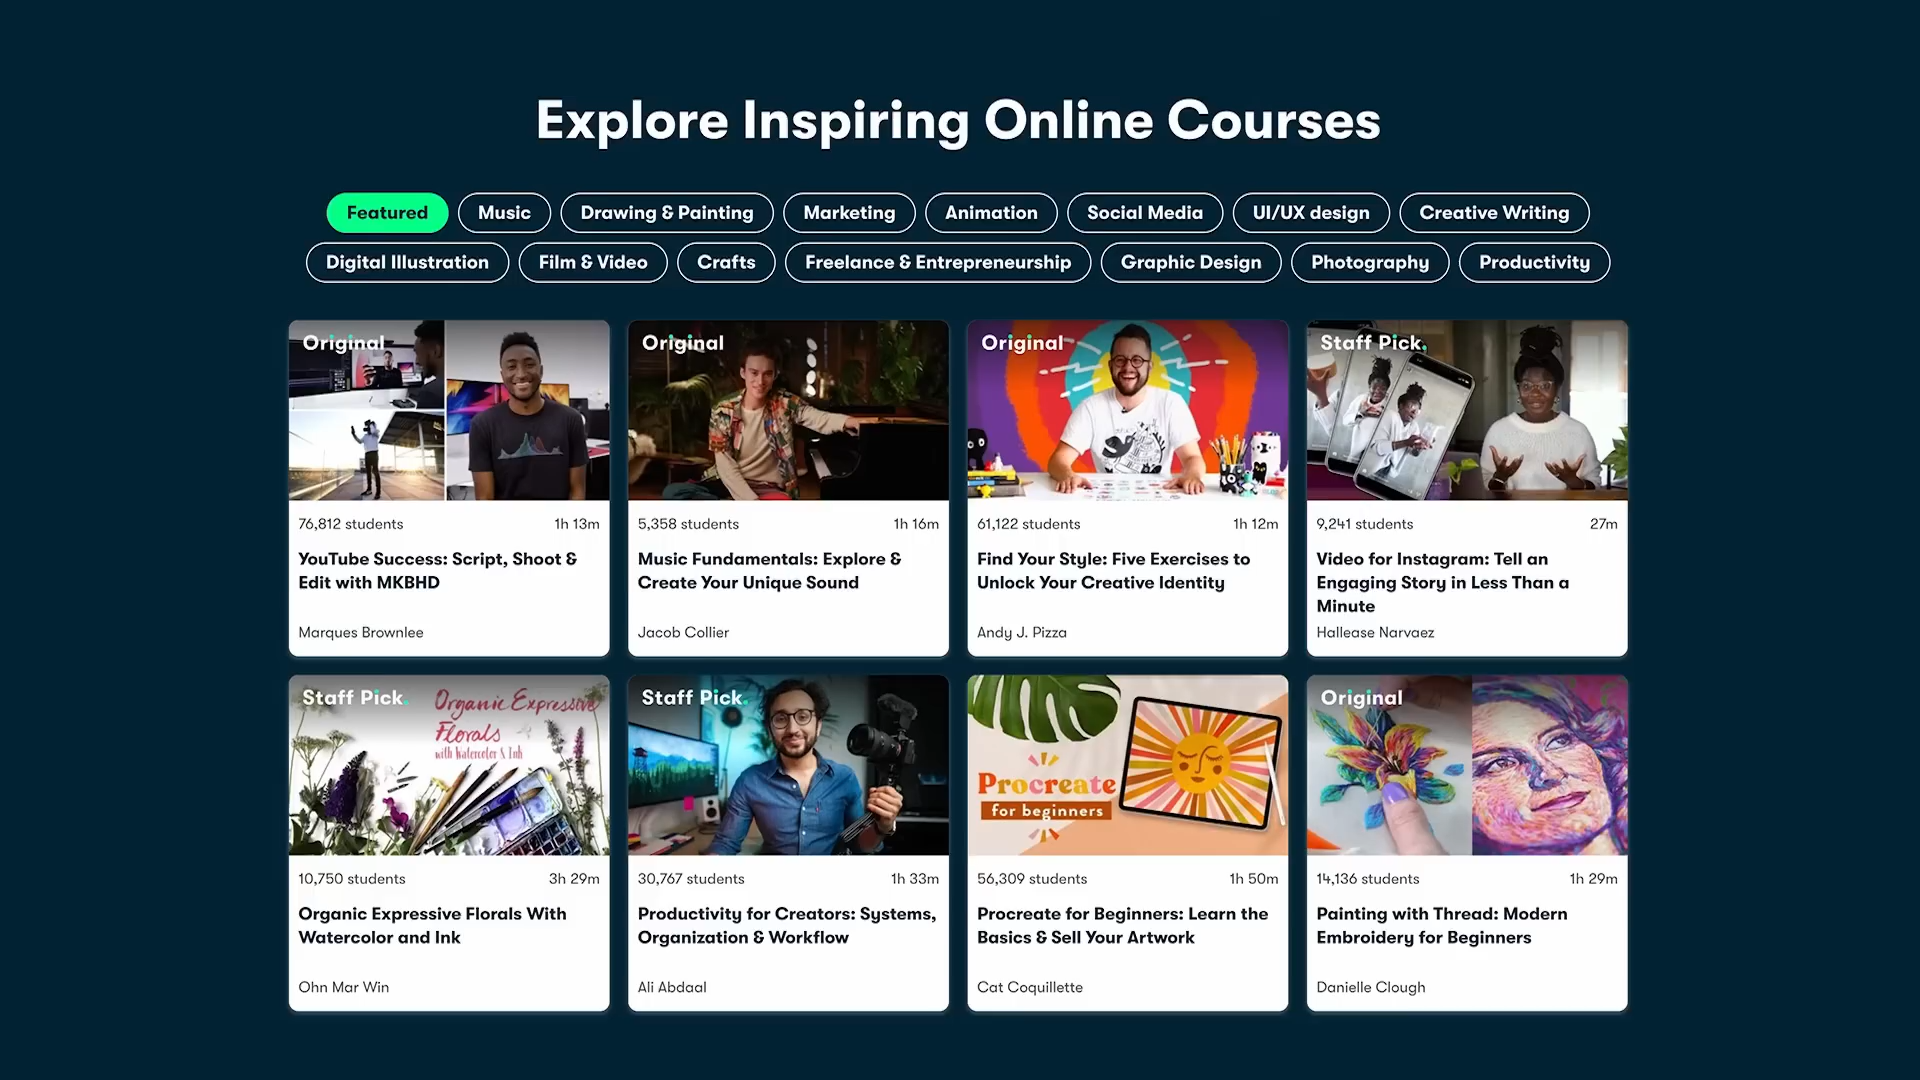 Explore Inspiring Online Courses
Featured
Music
Drawing & Painting
Marketing
Animation
Social Media
UI/UX design
Creative Writing
Digital Illustration
Film & Video
Crafts
Freelance & Entrepreneurship
Graphic Design
Photography
Productivity
Original
76,812 students
1h 13m
YouTube Success: Script, Shoot &
Edit with MKBHD
Marques Brownlee
Original
5,358 students
1h 16m
Music Fundamentals: Explore &
Create Your Unique Sound
Jacob Collier
Original
61,122 students
1h 12m
Find Your Style: Five Exercises to
Unlock Your Creative Identity
Andy J. Pizza
Staff Pick.
9,241 students
27m
Video for Instagram: Tell an
Engaging Story in Less Than a
Minute
Hallease Narvaez
Staff Pick.
Organic Expressive
Florals
with Watercolor & Ink
10,750 students
3h 29m
Organic Expressive Florals With
Watercolor and Ink
Ohn Mar Win
Staff Pick.
30,767 students
1h 33m
Productivity for Creators: Systems,
Organization & Workflow
Ali Abdaal
Procreate
for beginners
56,309 students
1h 50m
Procreate for Beginners: Learn the
Basics & Sell Your Artwork
Cat Coquillette
Original
14,136 students
1h 29m
Painting with Thread: Modern
Embroidery for Beginners
Danielle Clough